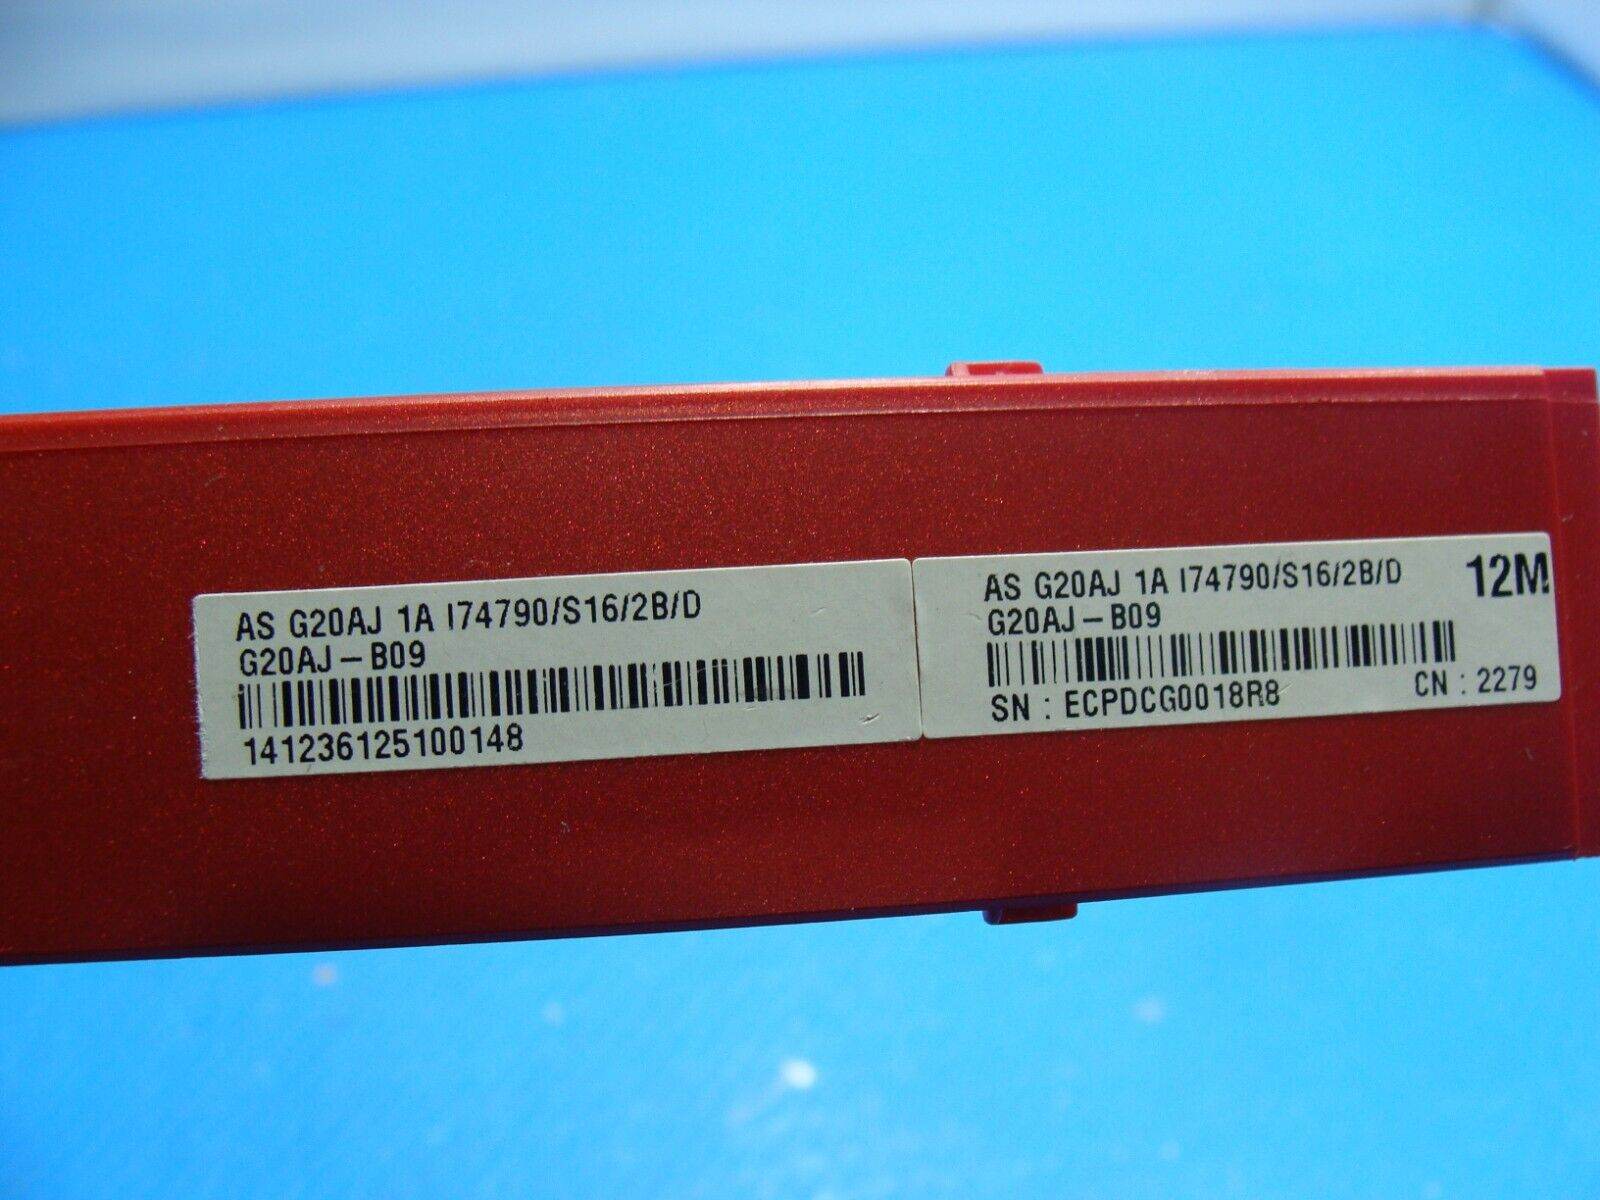 AS G20AJ 1A I74790/S16/2B/D
G20AJ-B09
141236125100148
AS G20AJ 1A I74790/S16/2B/D 12M
G20AJ-B09
SN : ECPDCG0018R8 CN : 2279